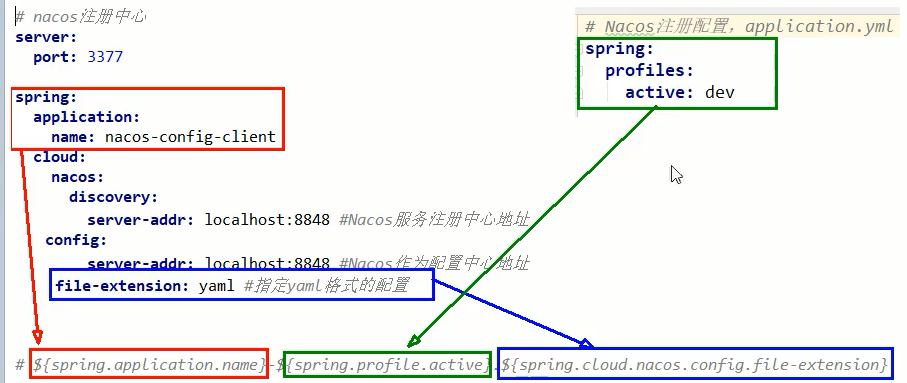 # nacos注册中心
server:
  port: 3377
spring:
  application:
    name: nacos-config-client
  cloud:
    nacos:
      discovery:
        server-addr: localhost:8848 #Nacos服务注册中心地址
      config:
        server-addr: localhost:8848 #Nacos作为配置中心地址
        file-extension: yaml #指定yaml格式的配置
# Nacos注册配置，application.yml
spring:
  profiles:
    active: dev
# ${spring.application.name}-${spring.profile.active}.${spring.cloud.nacos.config.file-extension}